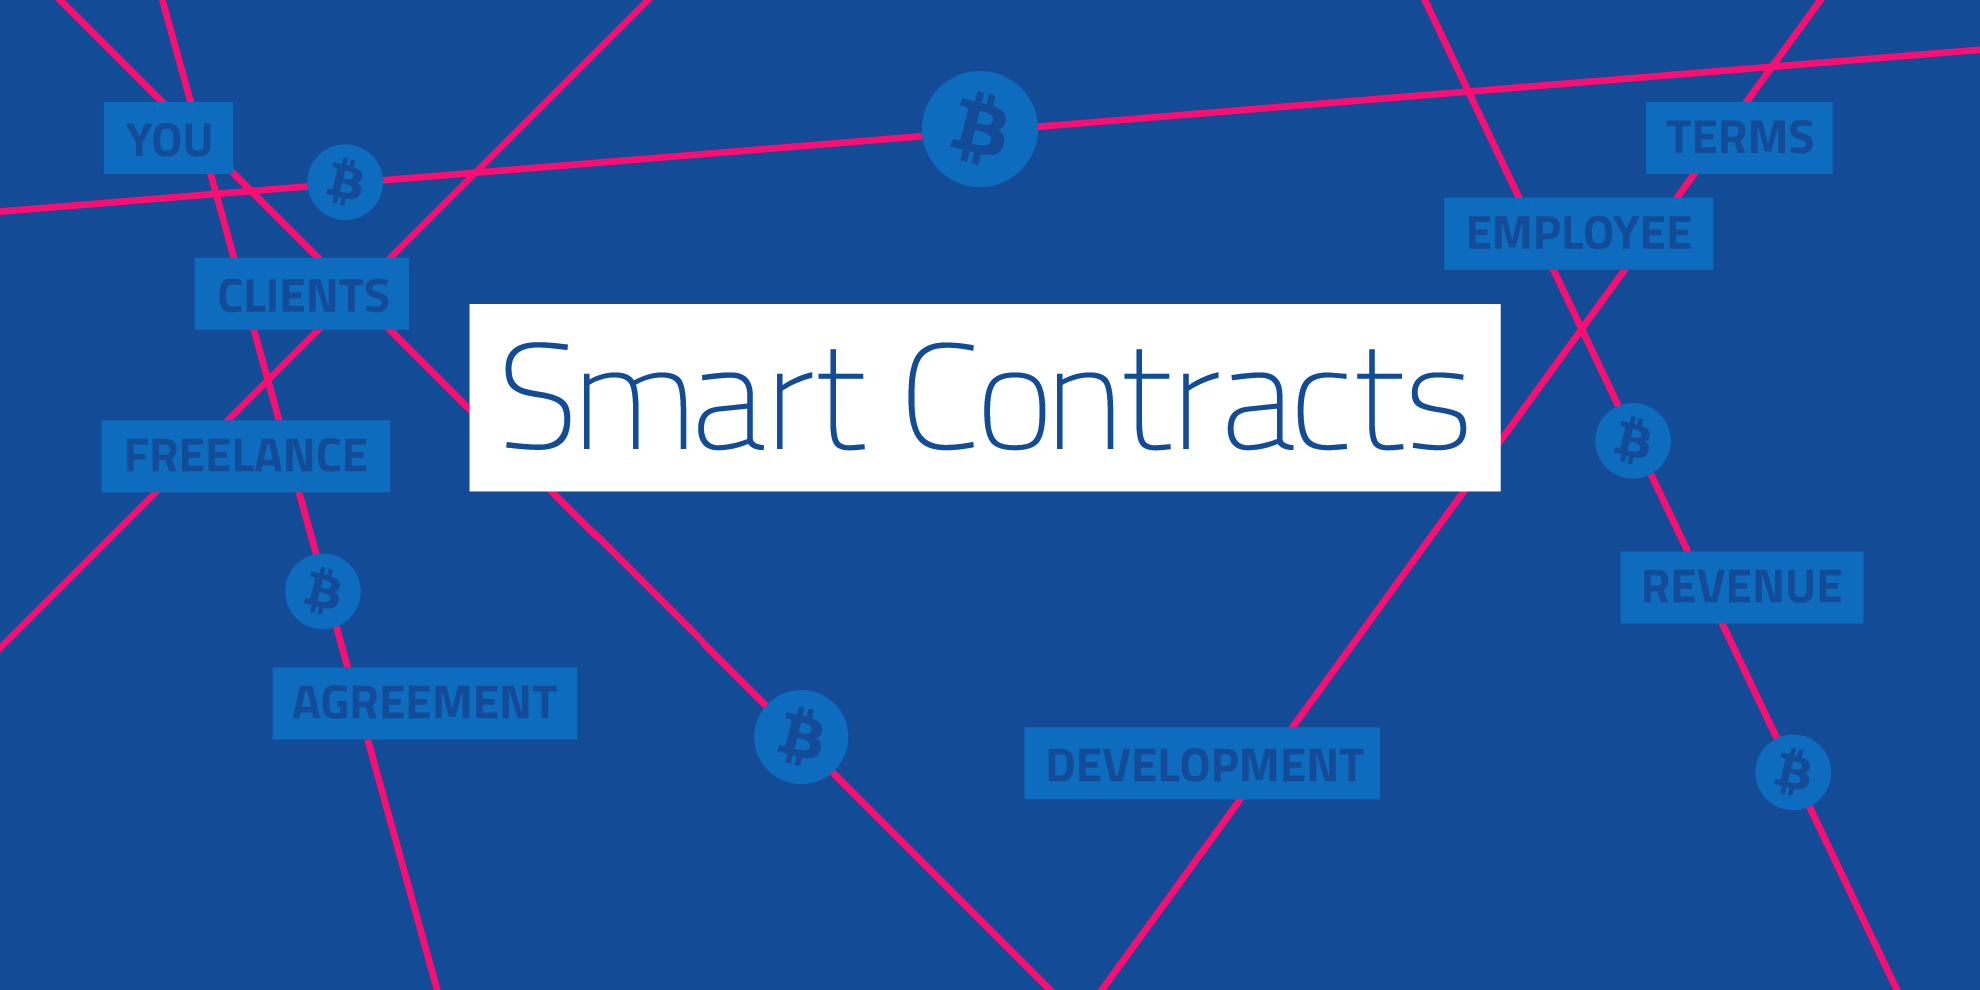 YOU
TERMS
EMPLOYEE
CLIENTS
Smart Contracts
FREELANCE
REVENUE
AGREEMENT
DEVELOPMENT